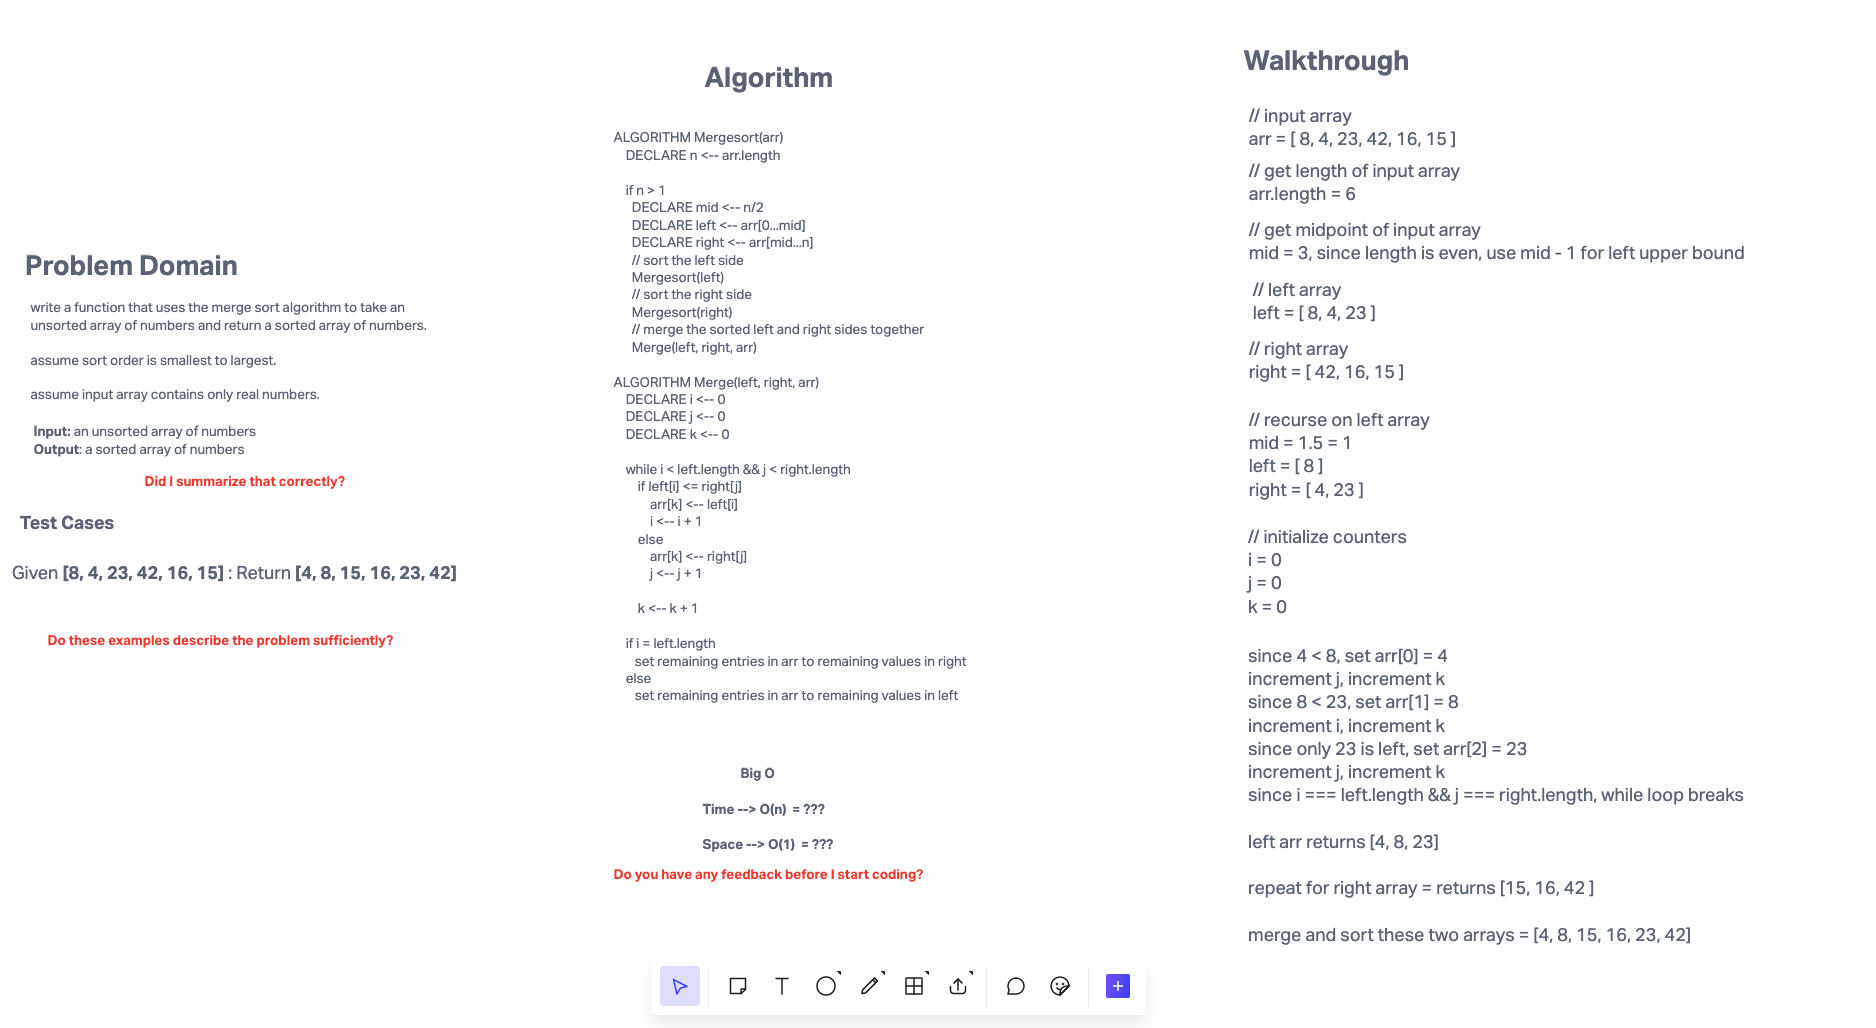 Problem Domain
write a function that uses the merge sort algorithm to take an
unsorted array of numbers and return a sorted array of numbers.
assume sort order is smallest to largest.
assume input array contains only real numbers.
Input: an unsorted array of numbers
Output: a sorted array of numbers
Did I summarize that correctly?
Test Cases
Given [8, 4, 23, 42, 16, 15] : Return [4, 8, 15, 16, 23, 42]
Do these examples describe the problem sufficiently?
Algorithm
ALGORITHM Mergesort(arr)
DECLARE n <-- arr.length
if n > 1
DECLARE mid <-- n/2
DECLARE left <-- arr[0...mid]
DECLARE right <-- arr[mid...n]
// sort the left side
Mergesort(left)
// sort the right side
Mergesort(right)
// merge the sorted left and right sides together
Merge(left, right, arr)
ALGORITHM Merge(left, right, arr)
DECLARE i <-- 0
DECLARE j <-- 0
DECLARE k <-- 0
while i < left.length && j < right.length
if left[i] <= right[j]
arr[k] <-- left[i]
i <-- i + 1
else
arr[k] <-- right[j]
j <-- j + 1
k <-- k + 1
if i = left.length
set remaining entries in arr to remaining values in right
else
set remaining entries in arr to remaining values in left
Big O
Time --> O(n) = ???
Space --> O(1) = ???
Do you have any feedback before I start coding?
Walkthrough
// input array
arr = [ 8, 4, 23, 42, 16, 15 ]
// get length of input array
arr.length = 6
// get midpoint of input array
mid = 3, since length is even, use mid - 1 for left upper bound
// left array
left = [ 8, 4, 23 ]
// right array
right = [ 42, 16, 15 ]
// recurse on left array
mid = 1.5 = 1
left = [ 8 ]
right = [ 4, 23 ]
// initialize counters
i = 0
j = 0
k = 0
since 4 < 8, set arr[0] = 4
increment j, increment k
since 8 < 23, set arr[1] = 8
increment i, increment k
since only 23 is left, set arr[2] = 23
increment j, increment k
since i === left.length && j === right.length, while loop breaks
left arr returns [4, 8, 23]
repeat for right array = returns [15, 16, 42 ]
merge and sort these two arrays = [4, 8, 15, 16, 23, 42]